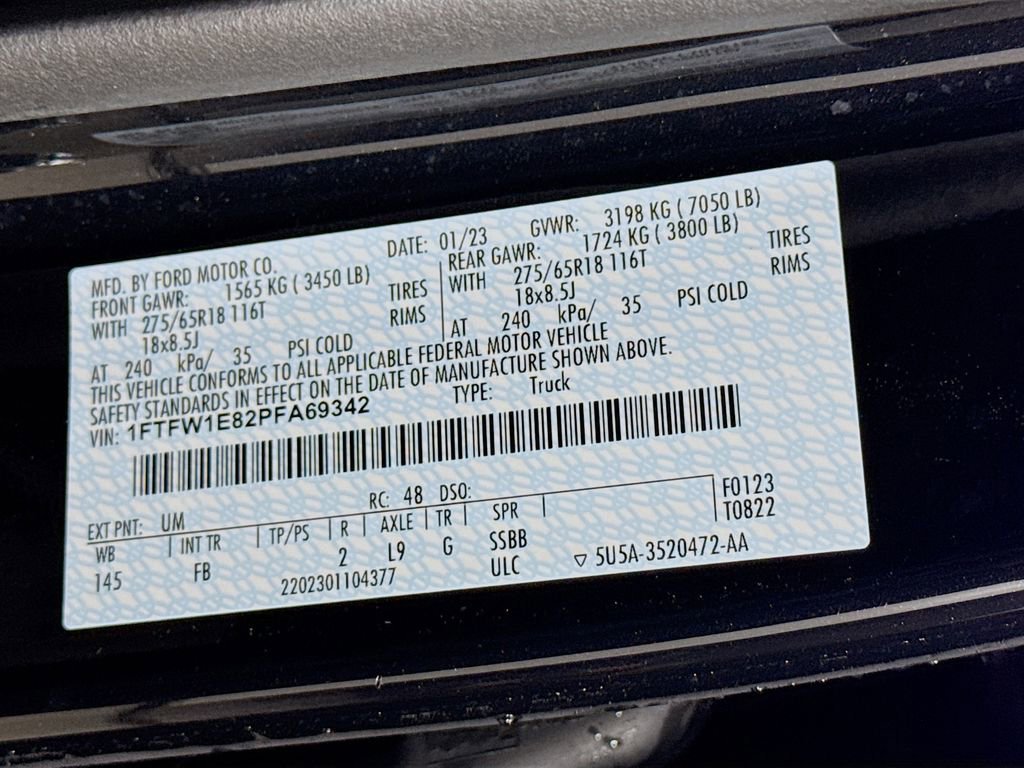 MFD. BY FORD MOTOR CO. DATE: 01/23 GVWR: 3198 KG ( 7050 LB)
FRONT GAWR: 1565 KG ( 3450 LB) REAR GAWR: 1724 KG ( 3800 LB)
WITH 275/65R18 116T TIRES WITH 275/65R18 116T TIRES
18x8.5J RIMS 18x8.5J RIMS
AT 240 kPa/ 35 PSI COLD AT 240 kPa/ 35 PSI COLD
THIS VEHICLE CONFORMS TO ALL APPLICABLE FEDERAL MOTOR VEHICLE
SAFETY STANDARDS IN EFFECT ON THE DATE OF MANUFACTURE SHOWN ABOVE.
VIN: 1FTFW1E82PFA69342 TYPE: Truck
EXT PNT: UM RC: 48 DSO: F0123
WB INT TR TP/PS R AXLE TR SPR T0822
145 FB 2 L9 G SSBB
2202301104377 ULC ▽ 5U5A-3520472-AA